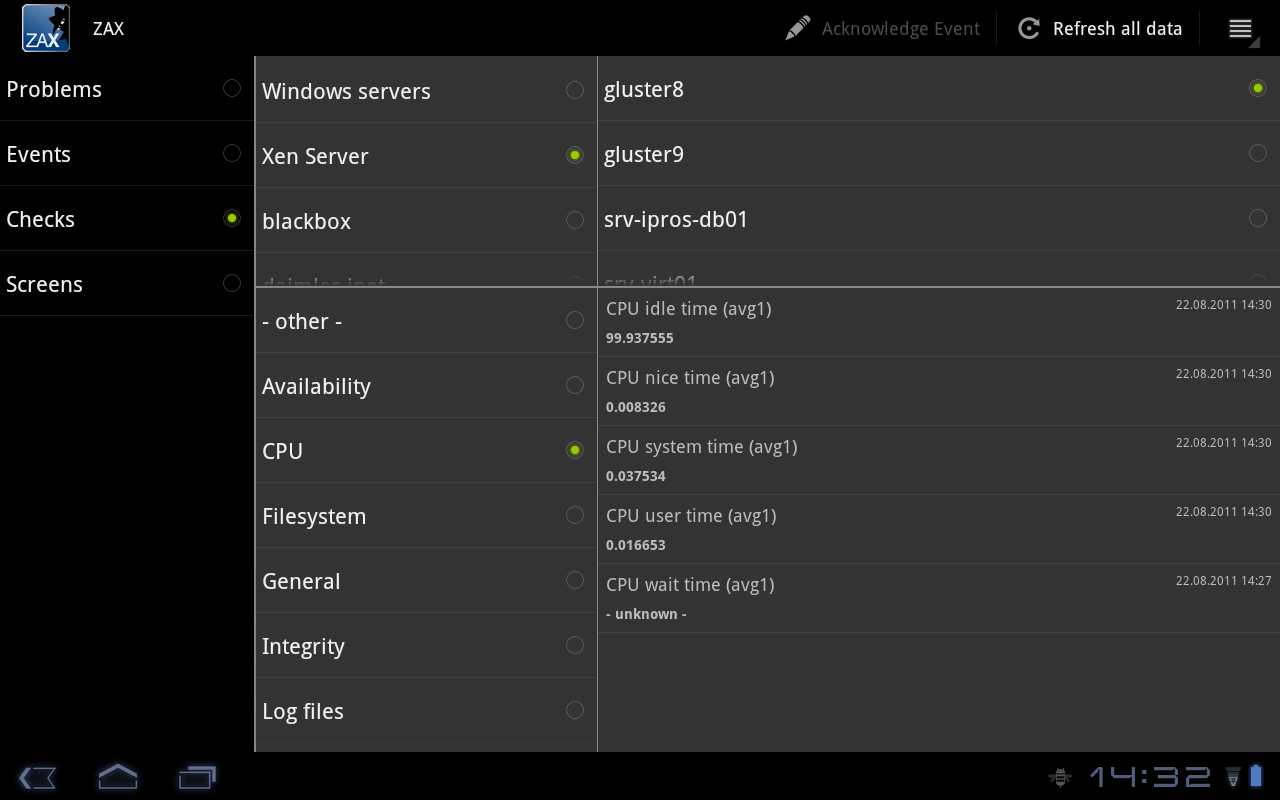 ZAX
ZAX
Acknowledge Event
Refresh all data
Problems
Events
Checks
Screens
Windows servers
Xen Server
blackbox
gluster8
gluster9
srv-ipros-db01
srv-virt01
- other -
Availability
CPU
Filesystem
General
Integrity
Log files
CPU idle time (avg1)
22.08.2011 14:30
99.937555
CPU nice time (avg1)
22.08.2011 14:30
0.008326
CPU system time (avg1)
22.08.2011 14:30
0.037534
CPU user time (avg1)
22.08.2011 14:30
0.016653
CPU wait time (avg1)
22.08.2011 14:27
- unknown -
14:32